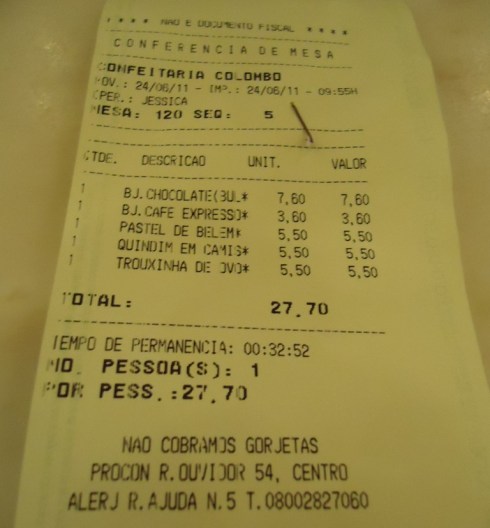 * * * * NAO E DOCUMENTO FISCAL * * * *
CONFERENCIA DE MESA
CONFEITARIA COLOMBO
MOV.: 24/06/11 - IMP.: 24/06/11 - 09:55H
OPER.: JESSICA
MESA: 120 SEQ: 5
QTDE. DESCRICAO UNIT. VALOR
1 BJ.CHOCOLATE(BUL* 7,60 7,60
1 BJ.CAFE EXPRESSO* 3,60 3,60
1 PASTEL DE BELEM* 5,50 5,50
1 QUINDIM EM CAMIS* 5,50 5,50
1 TROUXINHA DE OVO* 5,50 5,50
TOTAL: 27,70
TEMPO DE PERMANENCIA: 00:32:52
NO. PESSOA(S): 1
POR PESS.:27,70
NAO COBRAMOS GORJETAS
PROCON R.OUVIDOR 54, CENTRO
ALERJ R.AJUDA N.5 T.08002827060